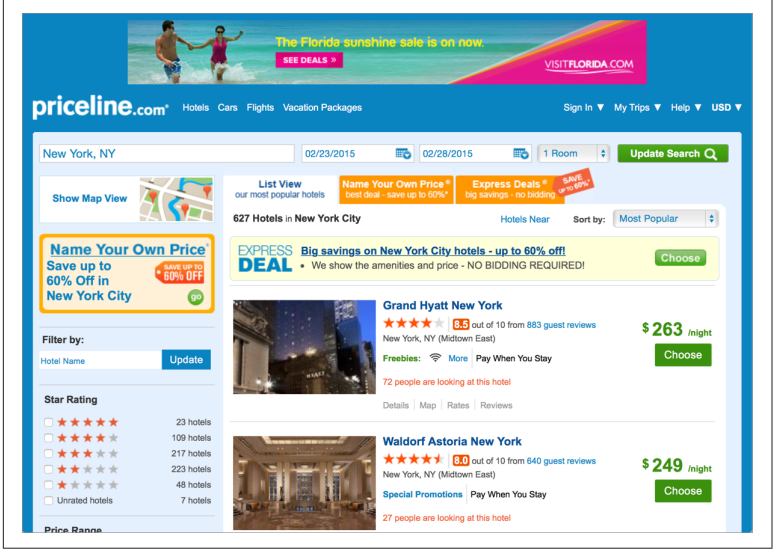 The Florida sunshine sale is on now.
SEE DEALS »
VISITFLORIDA.COM
priceline.com® Hotels Cars Flights Vacation Packages Sign In ▼ My Trips ▼ Help ▼ USD ▼
New York, NY 02/23/2015 02/28/2015 1 Room Update Search
Show Map View
List View
our most popular hotels
Name Your Own Price®
best deal - save up to 60%*
Express Deals®
big savings - no bidding
SAVE
UP TO 60%*
627 Hotels in New York City Hotels Near Sort by: Most Popular
Name Your Own Price®
Save up to
60% Off in
New York City
SAVE UP TO
60% OFF
go
EXPRESS
DEAL
Big savings on New York City hotels - up to 60% off!
• We show the amenities and price - NO BIDDING REQUIRED!
Choose
Filter by:
Hotel Name Update
Star Rating
23 hotels
109 hotels
217 hotels
223 hotels
48 hotels
Unrated hotels 7 hotels
Price Range
HYATT
Grand Hyatt New York
8.5 out of 10 from 883 guest reviews
New York, NY (Midtown East)
Freebies: More Pay When You Stay
72 people are looking at this hotel
Details Map Rates Reviews
$263 /night
Choose
Waldorf Astoria New York
8.0 out of 10 from 640 guest reviews
New York, NY (Midtown East)
Special Promotions Pay When You Stay
27 people are looking at this hotel
$249 /night
Choose